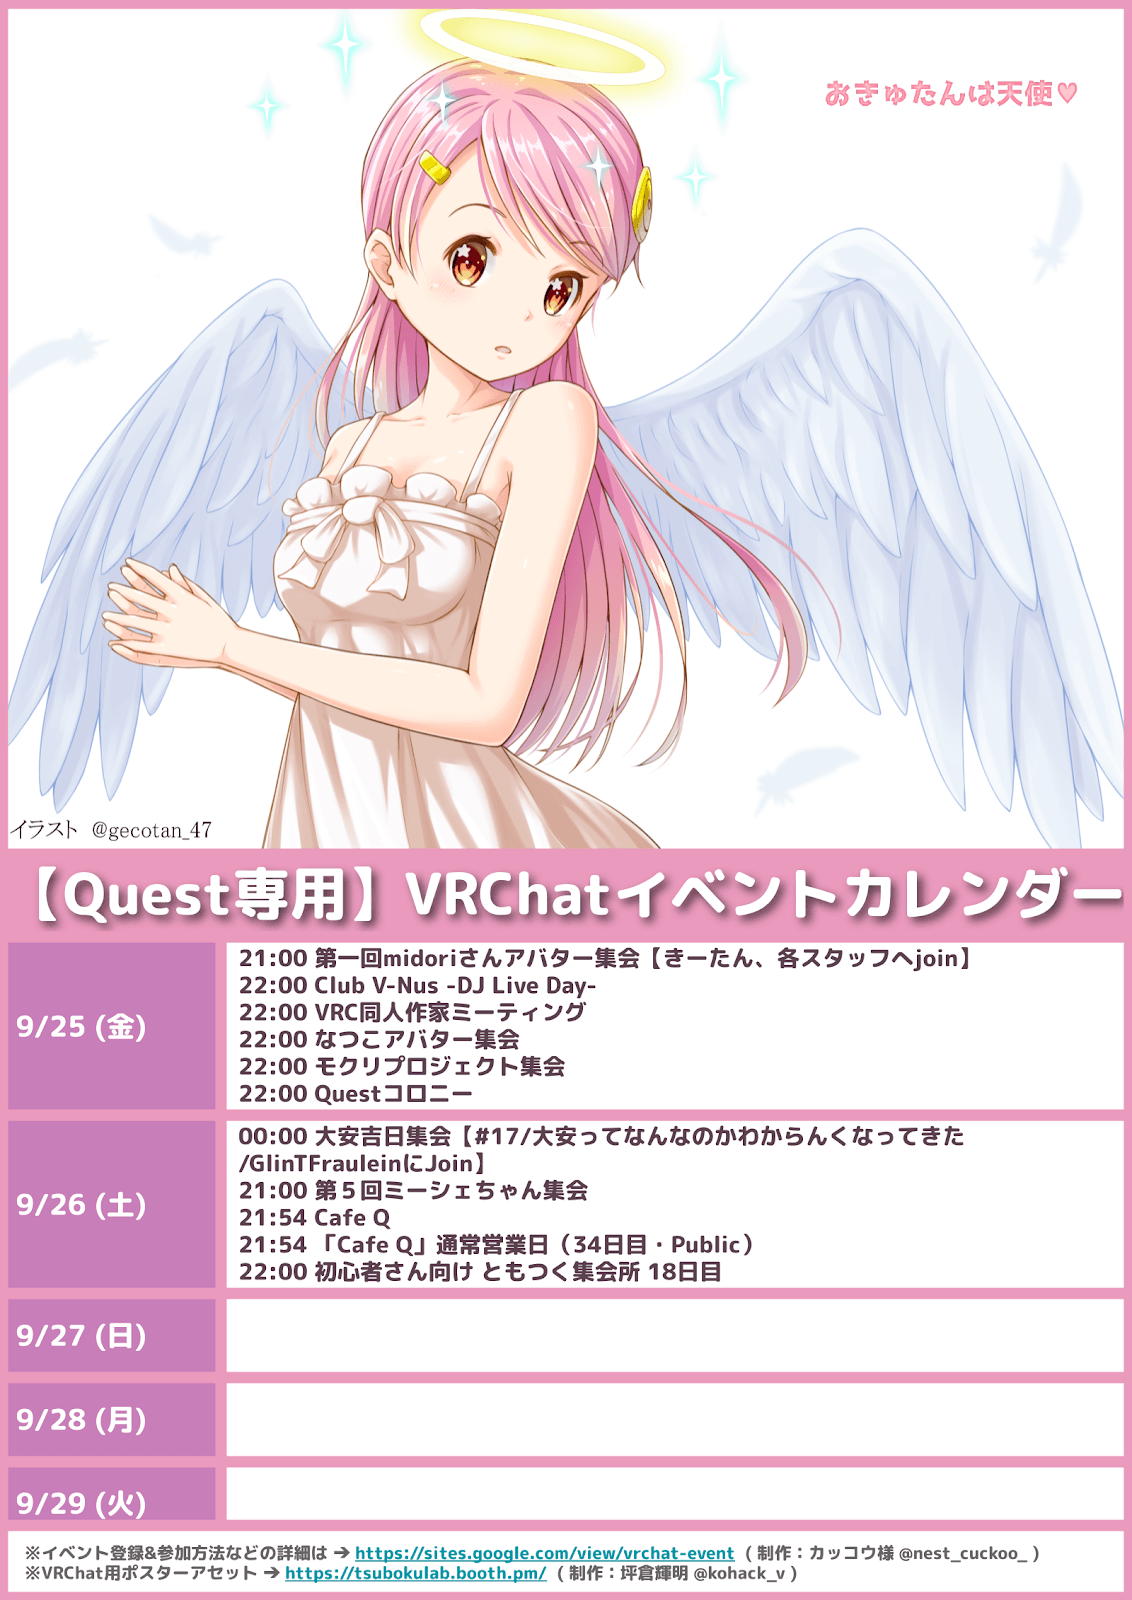 おきゅたんは天使♡
イラスト @gecotan_47
【Quest専用】VRChatイベントカレンダー
9/25 (金)
21:00 第一回midoriさんアバター集会【きーたん、各スタッフへjoin】
22:00 Club V-Nus -DJ Live Day-
22:00 VRC同人作家ミーティング
22:00 なつこアバター集会
22:00 モクリプロジェクト集会
22:00 Questコロニー
9/26 (土)
00:00 大安吉日集会【#17/大安ってなんなのかわからんくなってきた
/GlinTFrauleinにJoin】
21:00 第５回ミーシェちゃん集会
21:54 Cafe Q
21:54 「Cafe Q」通常営業日（34日目・Public）
22:00 初心者さん向け ともつく集会所 18日目
9/27 (日)
9/28 (月)
9/29 (火)
※イベント登録&参加方法などの詳細は ➔ https://sites.google.com/view/vrchat-event ( 制作：カッコウ様 @nest_cuckoo_ )
※VRChat用ポスターアセット ➔ https://tsubokulab.booth.pm/ ( 制作：坪倉輝明 @kohack_v )